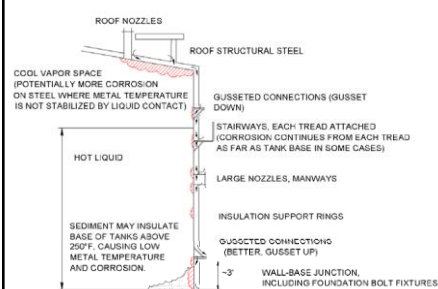 ROOF NOZZLES
ROOF STRUCTURAL STEEL
COOL VAPOR SPACE
(POTENTIALLY MORE CORROSION
ON STEEL WHERE METAL TEMPERATURE
IS NOT STABILIZED BY LIQUID CONTACT)
GUSSETED CONNECTIONS (GUSSET
DOWN)
STAIRWAYS, EACH TREAD ATTACHED
(CORROSION CONTINUES FROM EACH TREAD
AS FAR AS TANK BASE IN SOME CASES)
HOT LIQUID
LARGE NOZZLES, MANWAYS
INSULATION SUPPORT RINGS
SEDIMENT MAY INSULATE
BASE OF TANKS ABOVE
250°F, CAUSING LOW
METAL TEMPERATURE
AND CORROSION.
GUSSETED CONNECTIONS
(BETTER, GUSSET UP)
~3'
WALL-BASE JUNCTION,
INCLUDING FOUNDATION BOLT FIXTURES